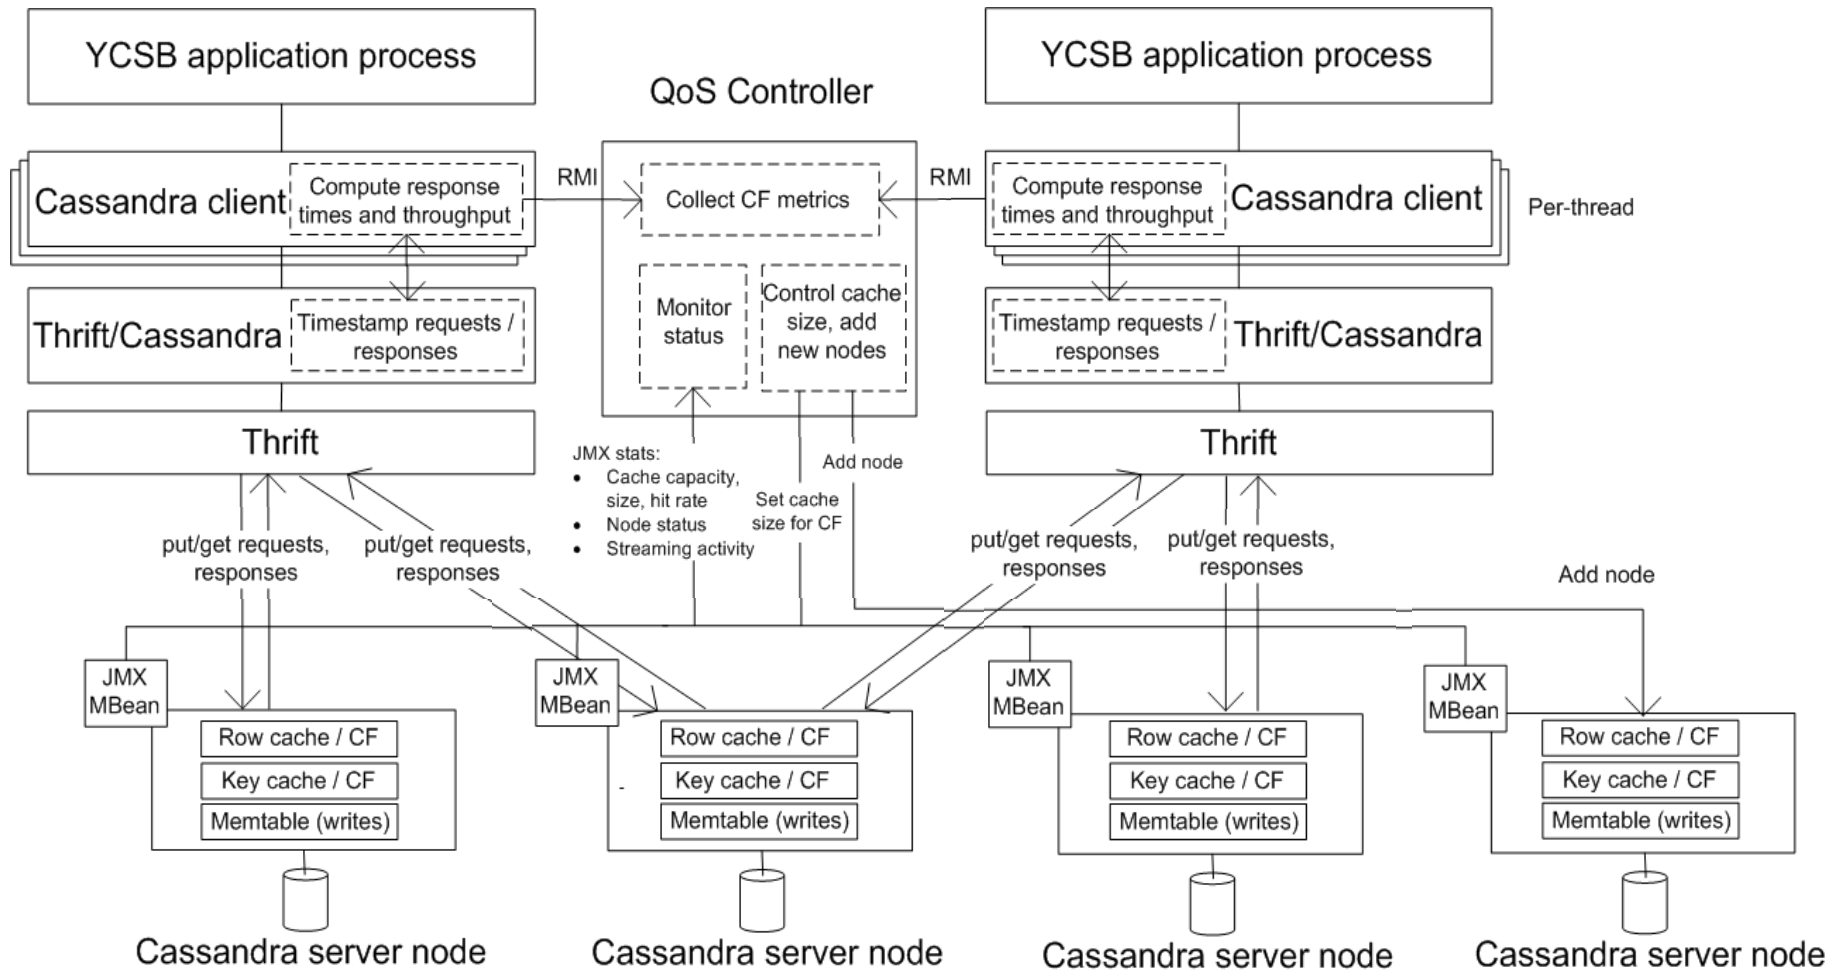 YCSB application process
QoS Controller
YCSB application process
Cassandra client
Compute response
times and throughput
RMI
Collect CF metrics
RMI
Compute response
times and throughput
Cassandra client
Per-thread
Thrift/Cassandra
Timestamp requests /
responses
Monitor
status
Control cache
size, add
new nodes
Timestamp requests /
responses
Thrift/Cassandra
Thrift
JMX stats:
• Cache capacity,
size, hit rate
• Node status
• Streaming activity
Set cache
size for CF
Add node
Thrift
put/get requests,
responses
put/get requests,
responses
put/get requests,
responses
put/get requests,
responses
Add node
JMX
MBean
Row cache / CF
Key cache / CF
Memtable (writes)
Cassandra server node
JMX
MBean
-
Row cache / CF
Key cache / CF
Memtable (writes)
Cassandra server node
JMX
MBean
Row cache / CF
Key cache / CF
Memtable (writes)
Cassandra server node
JMX
MBean
Row cache / CF
Key cache / CF
Memtable (writes)
Cassandra server node